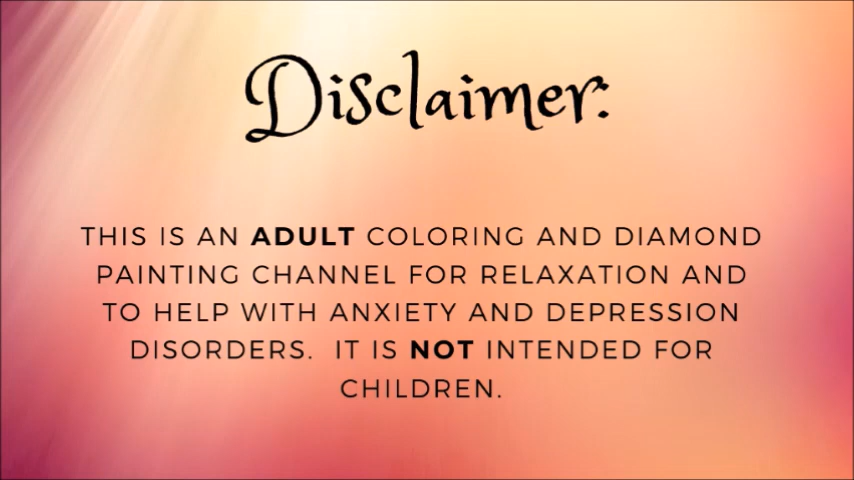 Disclaimer:
THIS IS AN ADULT COLORING AND DIAMOND
PAINTING CHANNEL FOR RELAXATION AND
TO HELP WITH ANXIETY AND DEPRESSION
DISORDERS.  IT IS NOT INTENDED FOR
CHILDREN.